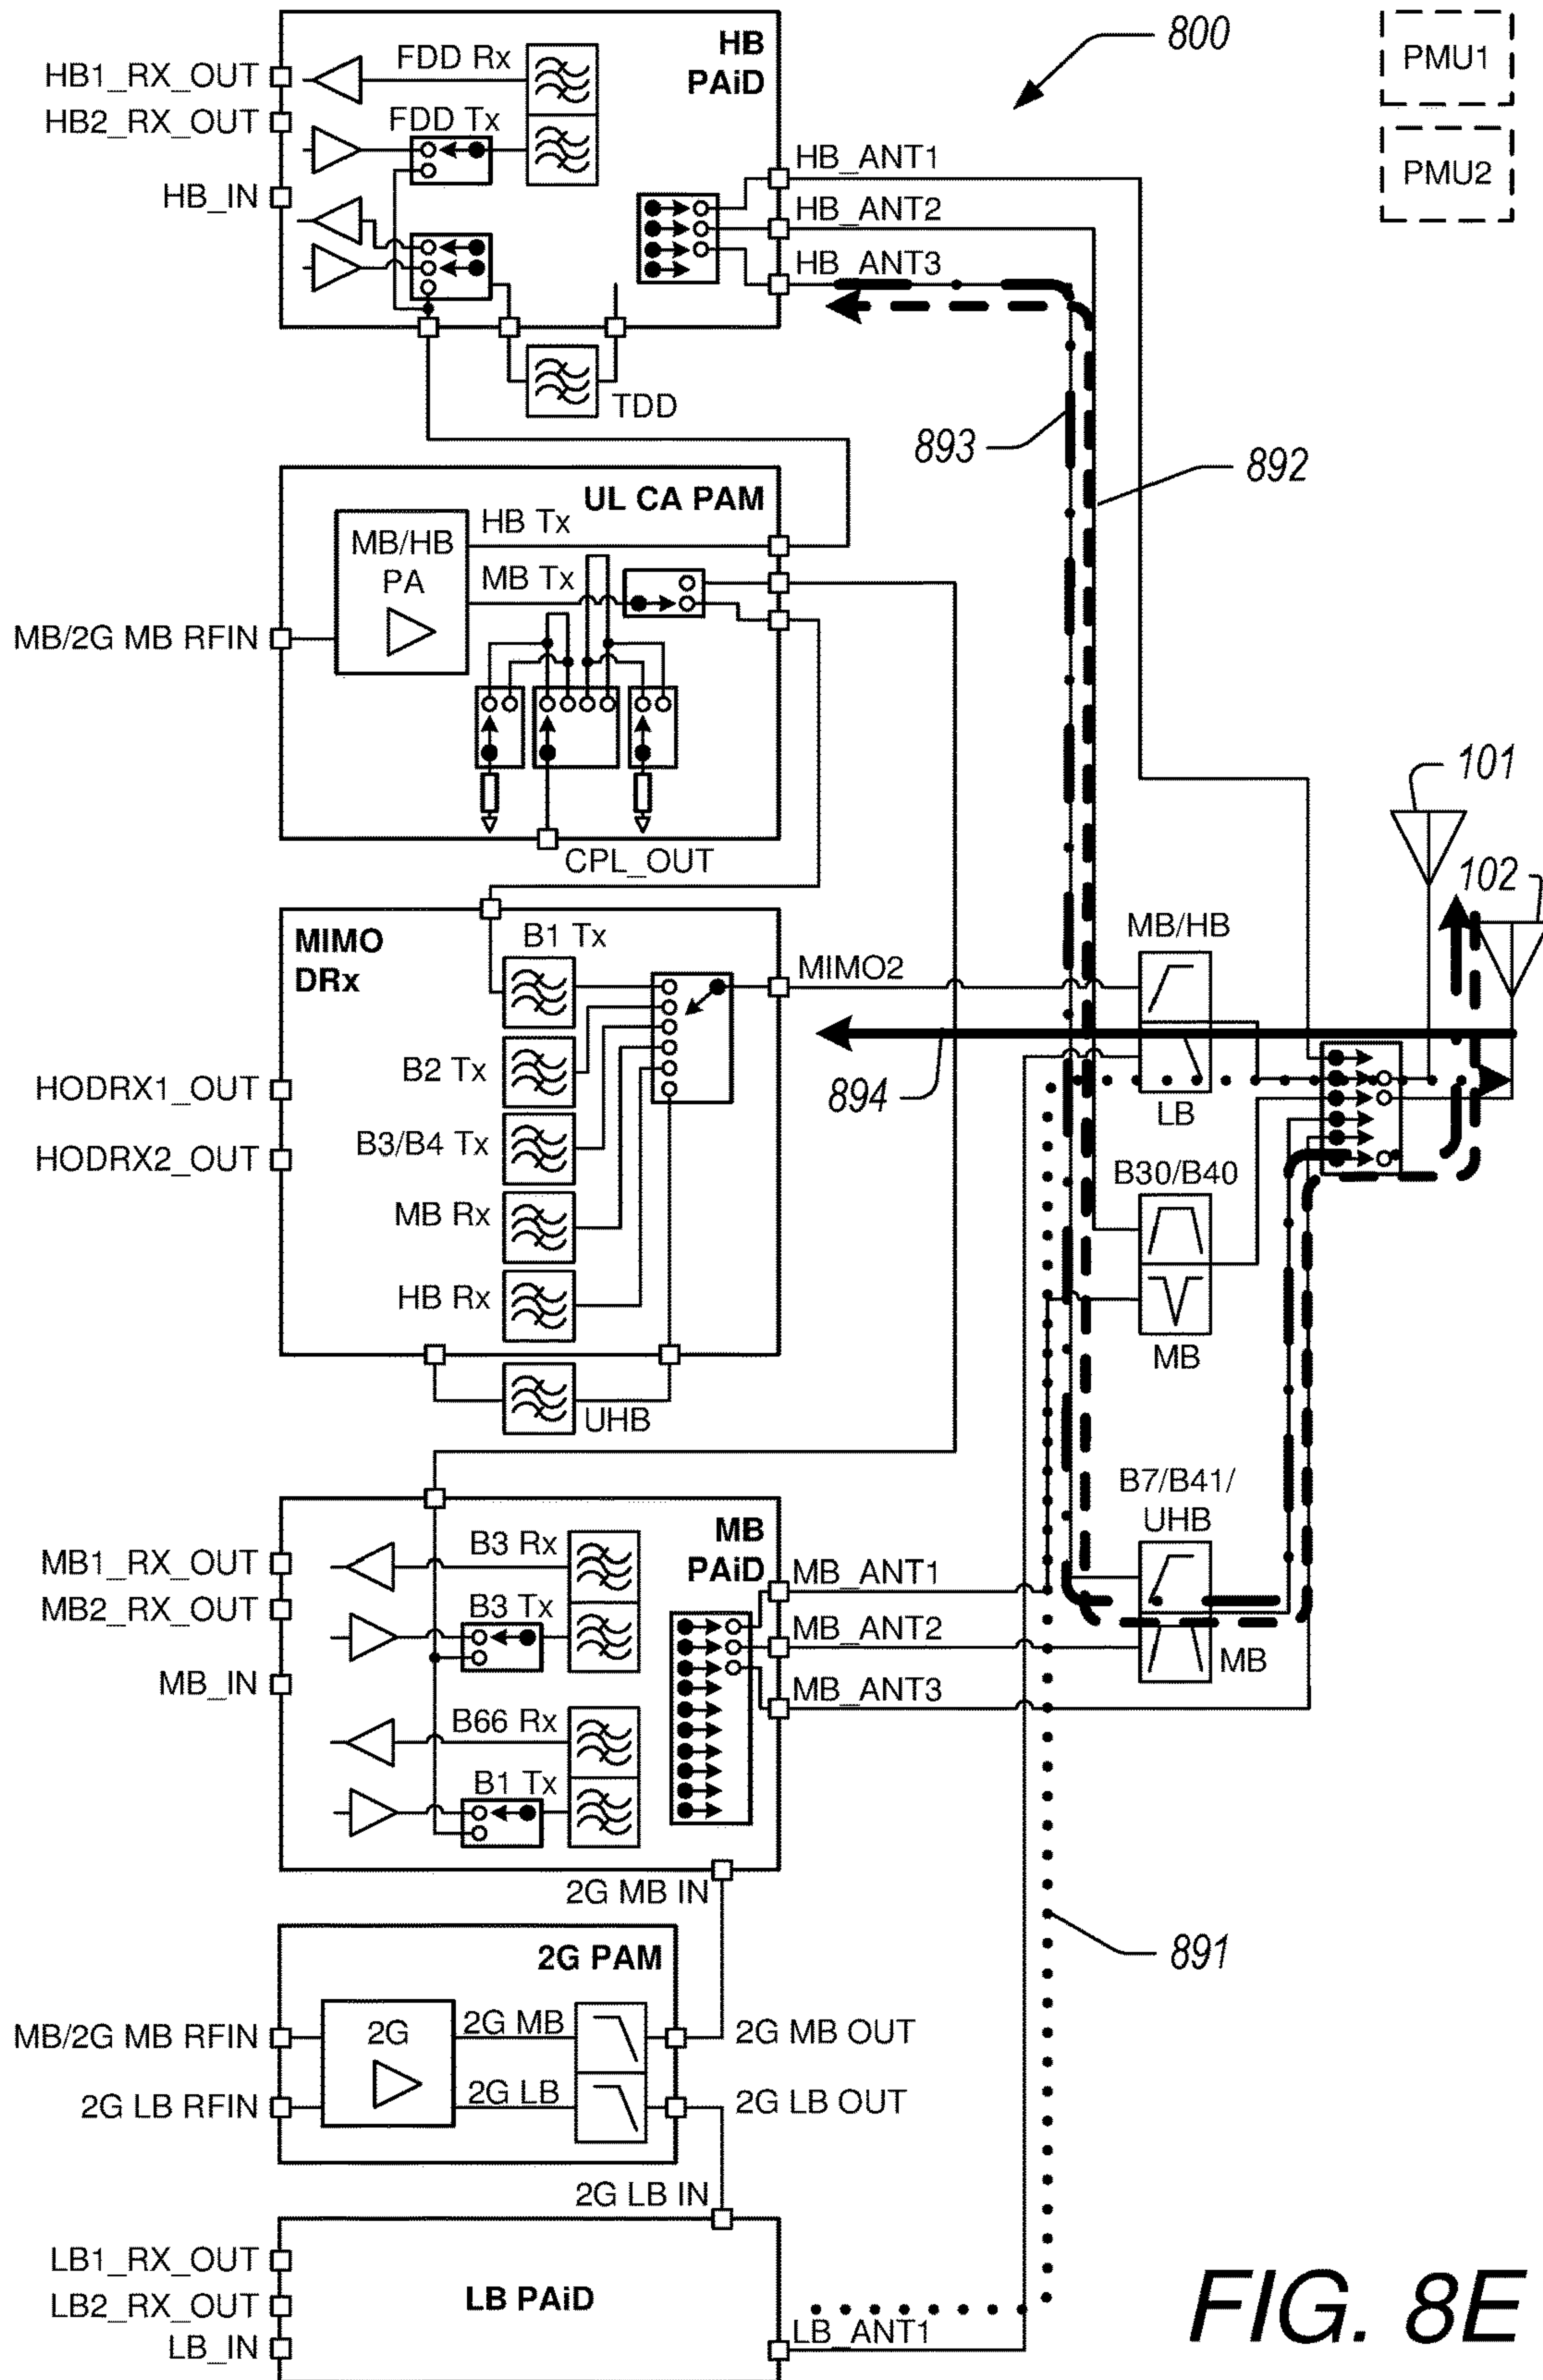 800
PMU1
PMU2
HB
PAiD
HB1_RX_OUT
HB2_RX_OUT
HB_IN
FDD Rx
FDD Tx
HB_ANT1
HB_ANT2
HB_ANT3
TDD
893
892
UL CA PAM
MB/HB
PA
HB Tx
MB Tx
MB/2G MB RFIN
CPL_OUT
101
102
MIMO
DRx
B1 Tx
B2 Tx
B3/B4 Tx
MB Rx
HB Rx
UHB
HODRX1_OUT
HODRX2_OUT
MIMO2
MB/HB
LB
894
B30/B40
MB
B7/B41/
UHB
MB
MB
PAiD
MB1_RX_OUT
MB2_RX_OUT
MB_IN
B3 Rx
B3 Tx
B66 Rx
B1 Tx
MB_ANT1
MB_ANT2
MB_ANT3
2G MB IN
891
2G PAM
MB/2G MB RFIN
2G LB RFIN
2G
2G MB
2G LB
2G MB OUT
2G LB OUT
2G LB IN
LB1_RX_OUT
LB2_RX_OUT
LB_IN
LB PAiD
LB_ANT1
FIG. 8E